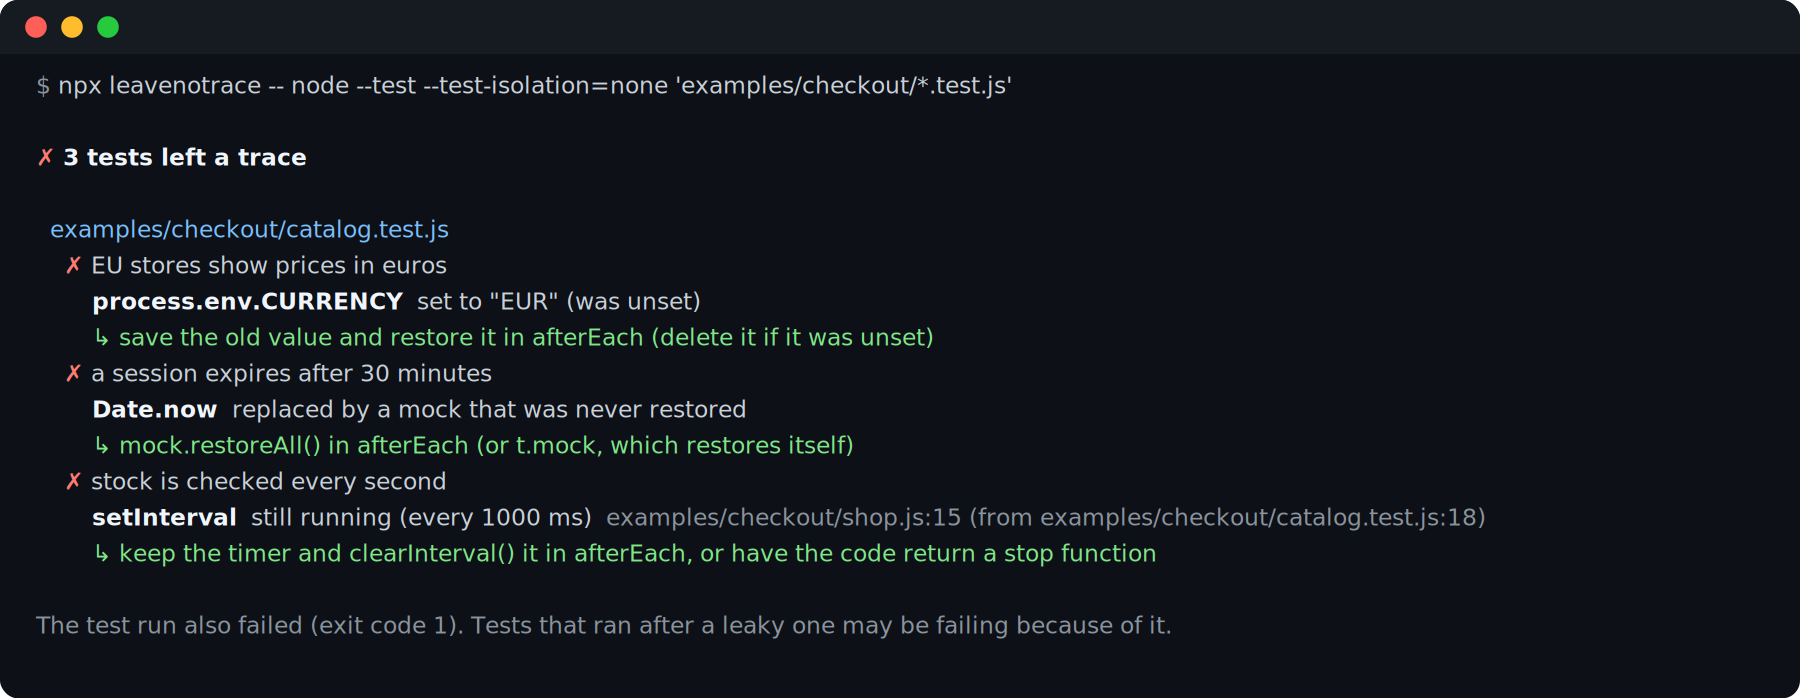 $ npx leavenotrace -- node --test --test-isolation=none 'examples/checkout/*.test.js'
✗ 3 tests left a trace
examples/checkout/catalog.test.js
✗ EU stores show prices in euros
process.env.CURRENCY set to "EUR" (was unset)
↳ save the old value and restore it in afterEach (delete it if it was unset)
✗ a session expires after 30 minutes
Date.now replaced by a mock that was never restored
↳ mock.restoreAll() in afterEach (or t.mock, which restores itself)
✗ stock is checked every second
setInterval still running (every 1000 ms) examples/checkout/shop.js:15 (from examples/checkout/catalog.test.js:18)
↳ keep the timer and clearInterval() it in afterEach, or have the code return a stop function
The test run also failed (exit code 1). Tests that ran after a leaky one may be failing because of it.